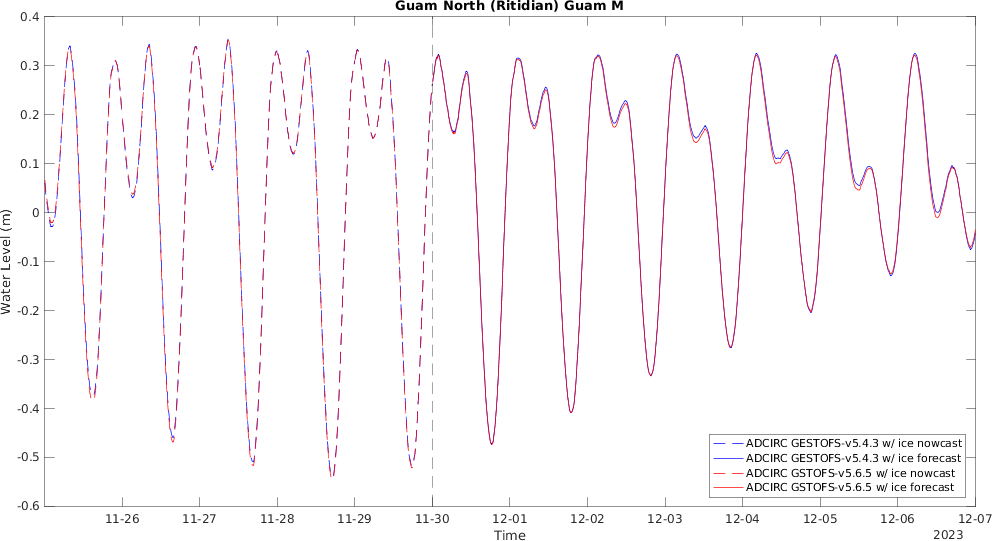 Guam North (Ritidian) Guam M
0.4
0.3
0.2
0.1
0
-0.1
-0.2
-0.3
-0.4
-0.5
-0.6
Water Level (m)
ADCIRC GESTOFS-v5.4.3 w/ ice nowcast
ADCIRC GESTOFS-v5.4.3 w/ ice forecast
ADCIRC GSTOFS-v5.6.5 w/ ice nowcast
ADCIRC GSTOFS-v5.6.5 w/ ice forecast
11-26 11-27 11-28 11-29 11-30 12-01 12-02 12-03 12-04 12-05 12-06 12-07
Time
2023